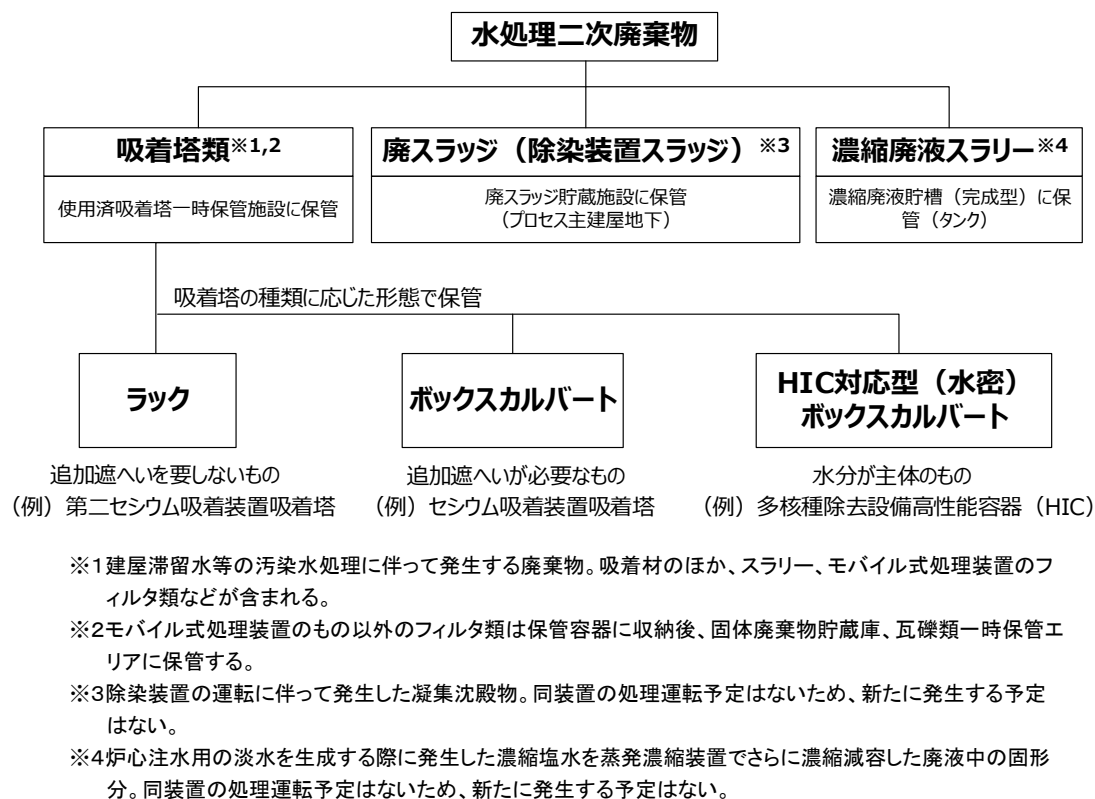 水処理二次廃棄物
吸着塔類※1,2
使用済吸着塔一時保管施設に保管
廃スラッジ（除染装置スラッジ）※3
廃スラッジ貯蔵施設に保管
（プロセス主建屋地下）
濃縮廃液スラリー※4
濃縮廃液貯槽（完成型）に保
管（タンク）
吸着塔の種類に応じた形態で保管
ラック
追加遮へいを要しないもの
（例）第二セシウム吸着装置吸着塔
ボックスカルバート
追加遮へいが必要なもの
（例）セシウム吸着装置吸着塔
HIC対応型（水密）
ボックスカルバート
水分が主体のもの
（例）多核種除去設備高性能容器（HIC）
※1建屋滞留水等の汚染水処理に伴って発生する廃棄物。吸着材のほか、スラリー、モバイル式処理装置のフ
ィルタ類などが含まれる。
※2モバイル式処理装置のもの以外のフィルタ類は保管容器に収納後、固体廃棄物貯蔵庫、瓦礫類一時保管エ
リアに保管する。
※3除染装置の運転に伴って発生した凝集沈殿物。同装置の処理運転予定はないため、新たに発生する予定
はない。
※4炉心注水用の淡水を生成する際に発生した濃縮塩水を蒸発濃縮装置でさらに濃縮減容した廃液中の固形
分。同装置の処理運転予定はないため、新たに発生する予定はない。